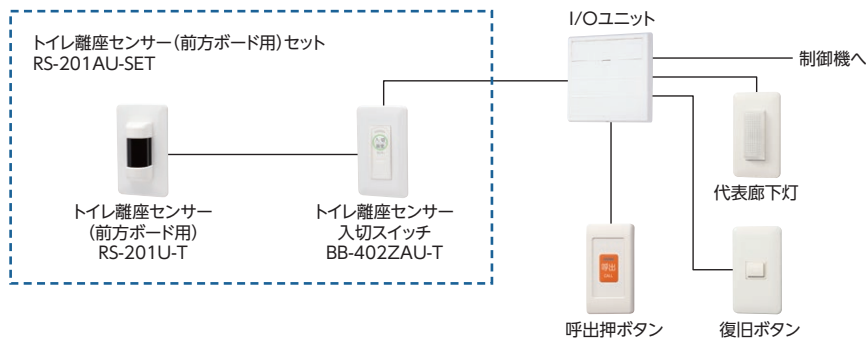 I/Oユニット
トイレ離座センサー(前方ボード用)セット
RS-201AU-SET
制御機へ
代表廊下灯
トイレ離座センサー
(前方ボード用)
RS-201U-T
トイレ離座センサー
入切スイッチ
BB-402ZAU-T
呼出
呼出押ボタン
復旧ボタン